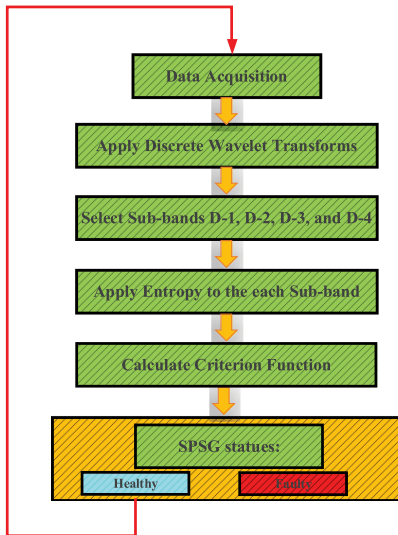 Data Acquisition
Apply Discrete Wavelet Transforms
Select Sub-bands D-1, D-2, D-3, and D-4
Apply Entropy to the each Sub-band
Calculate Criterion Function
SPSG statues:
Healthy
Faulty